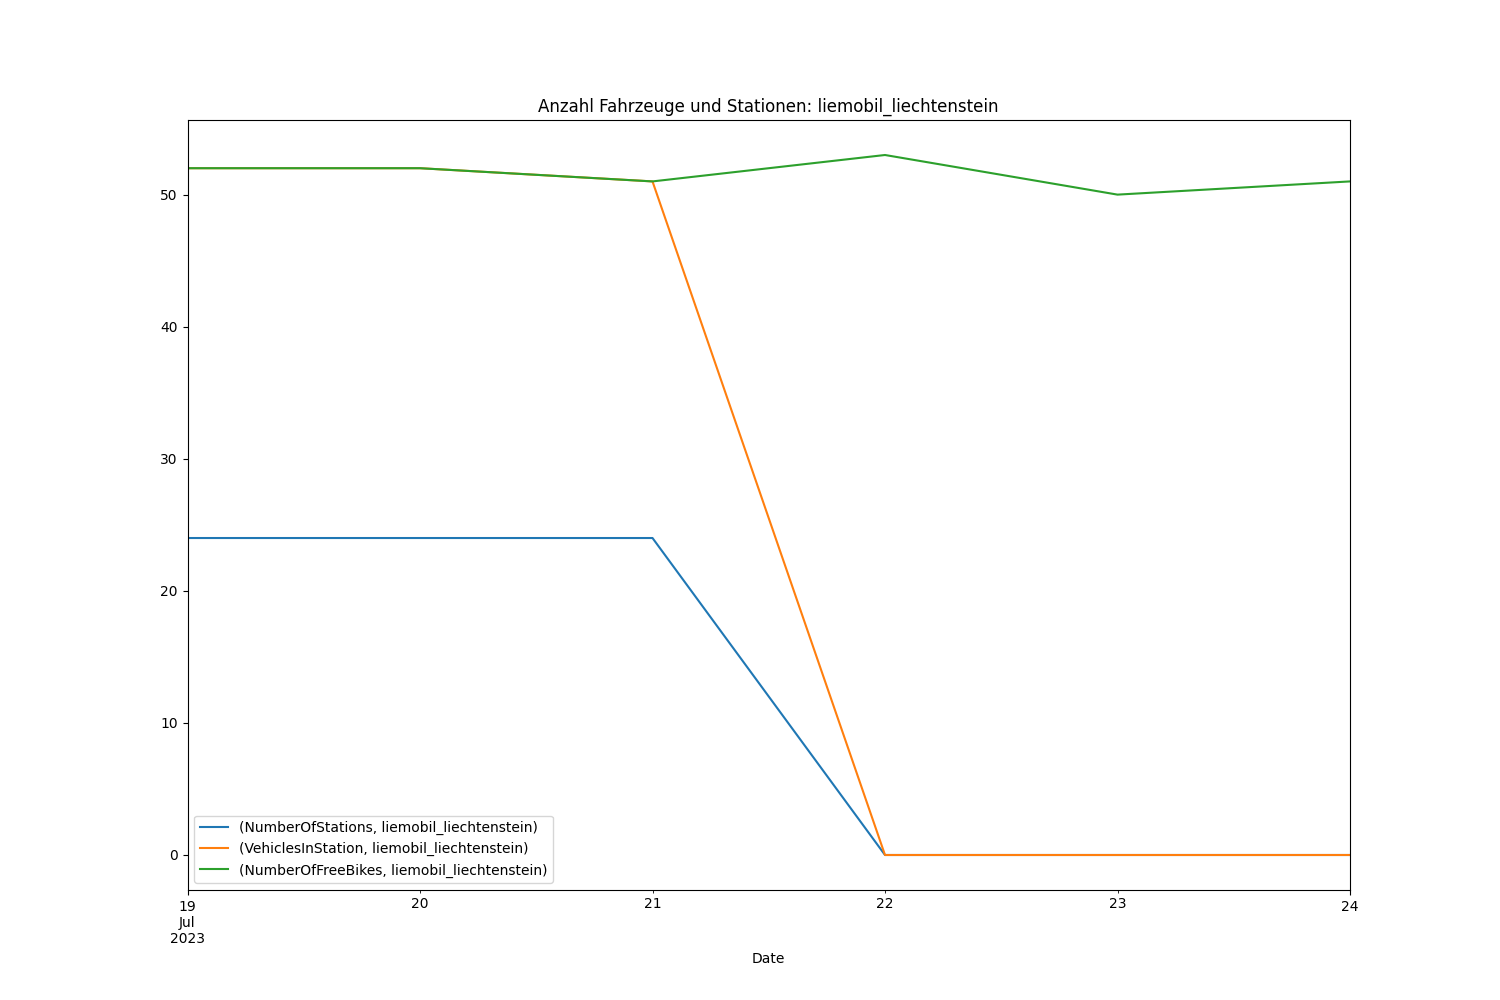 Anzahl Fahrzeuge und Stationen: liemobil_liechtenstein
50
40
30
20
10
0
(NumberOfStations, liemobil_liechtenstein)
(VehiclesInStation, liemobil_liechtenstein)
(NumberOfFreeBikes, liemobil_liechtenstein)
19 20 21 22 23 24
Jul
2023
Date